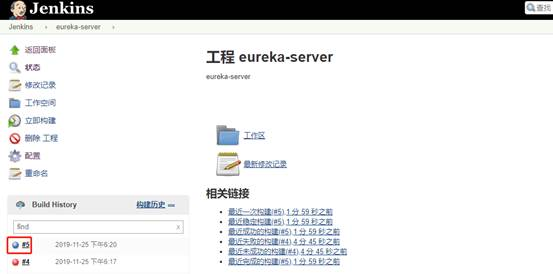 Jenkins
查找
Jenkins › eureka-server ›
返回面板
状态
修改记录
工作空间
立即构建
删除 工程
配置
重命名
Build History 构建历史
find x
#5 2019-11-25 下午6:20
#4 2019-11-25 下午6:17
工程 eureka-server
eureka-server
工作区
最新修改记录
相关链接
最近一次构建(#5),1 分 59 秒之前
最近稳定构建(#5),1 分 59 秒之前
最近成功的构建(#5),1 分 59 秒之前
最近失败的构建(#4),4 分 45 秒之前
最近未成功的构建(#4),4 分 45 秒之前
最近完成的构建(#5),1 分 59 秒之前